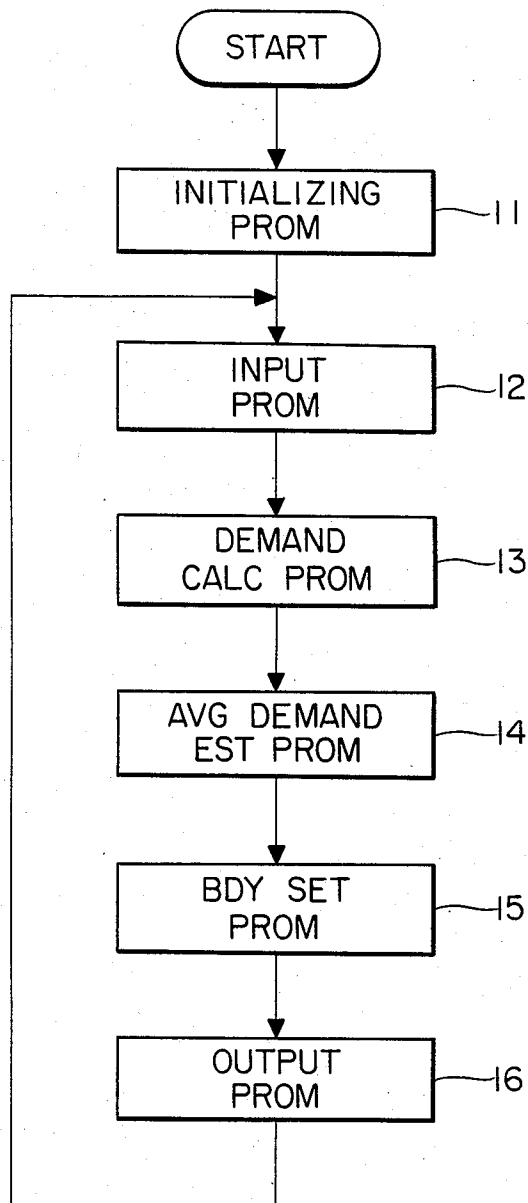 START
INITIALIZING
PROM
11
INPUT
PROM
12
DEMAND
CALC PROM
13
AVG DEMAND
EST PROM
14
BDY SET
PROM
15
OUTPUT
PROM
16